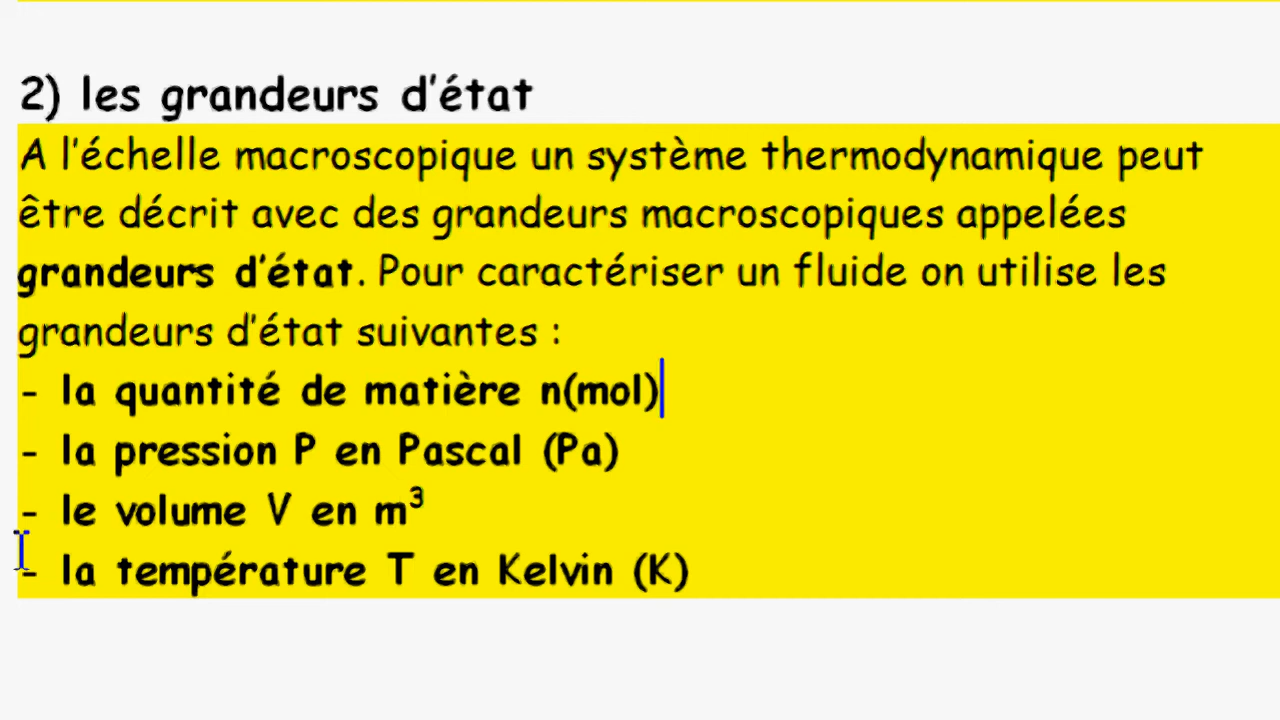 2) les grandeurs d'état
A l'échelle macroscopique un système thermodynamique peut
être décrit avec des grandeurs macroscopiques appelées
grandeurs d'état. Pour caractériser un fluide on utilise les
grandeurs d'état suivantes :
- la quantité de matière n(mol)
- la pression P en Pascal (Pa)
- le volume V en m³
- la température T en Kelvin (K)